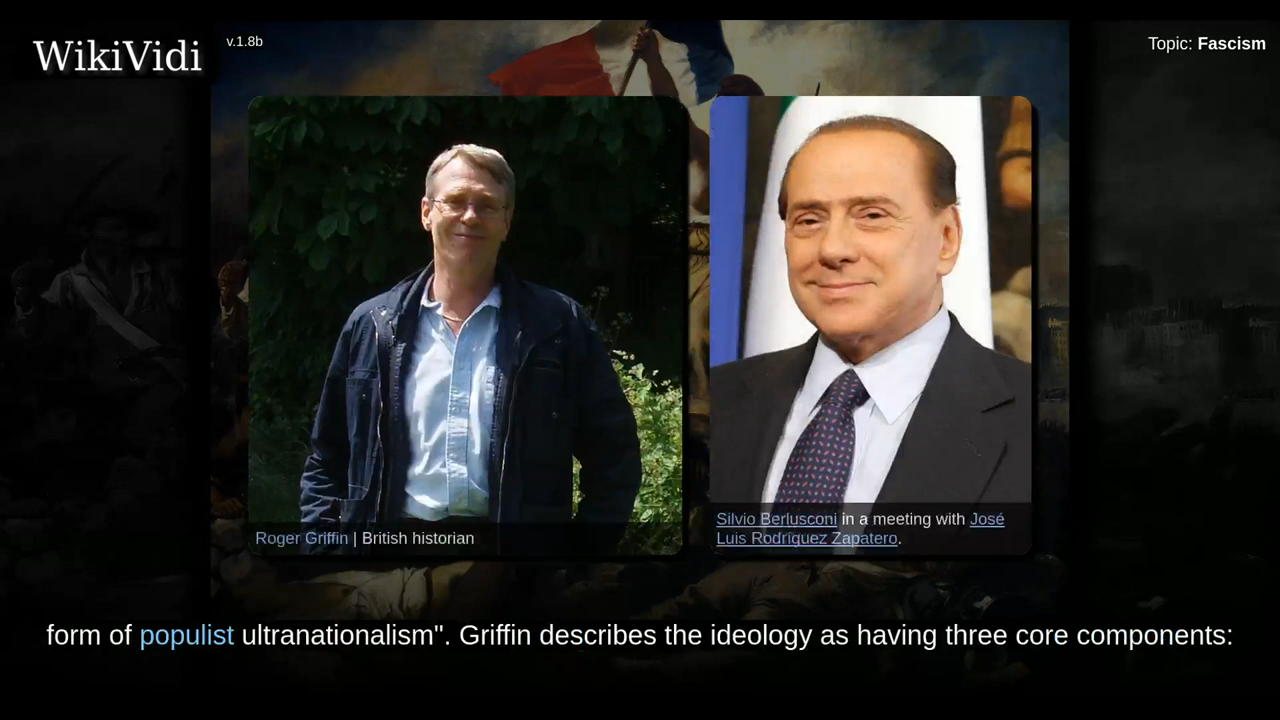 WikiVidi
v.1.8b
Topic: Fascism
Roger Griffin | British historian
Silvio Berlusconi in a meeting with José
Luis Rodríguez Zapatero.
form of populist ultranationalism". Griffin describes the ideology as having three core components: